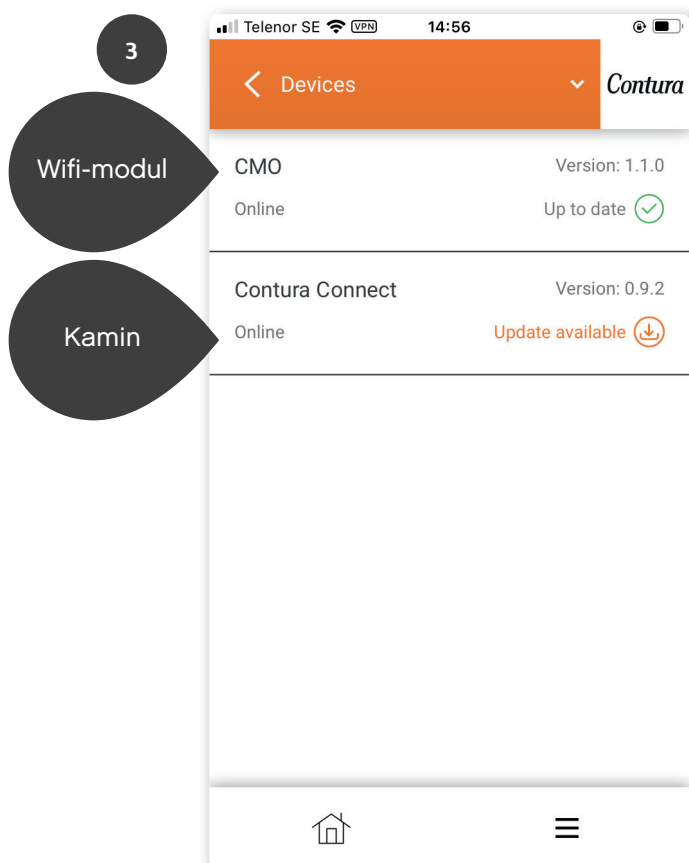 3
Telenor SE VPN 14:56
Devices
Contura
Wifi-modul
CMO Version: 1.1.0
Online Up to date
Kamin
Contura Connect Version: 0.9.2
Online Update available